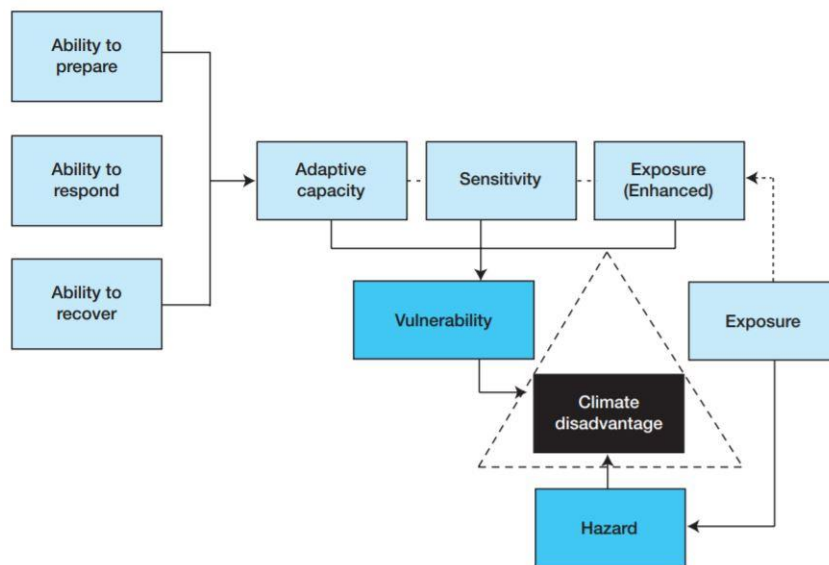 Ability to
prepare
Ability to
respond
Ability to
recover
Adaptive
capacity
Sensitivity
Exposure
(Enhanced)
Vulnerability
Exposure
Climate
disadvantage
Hazard